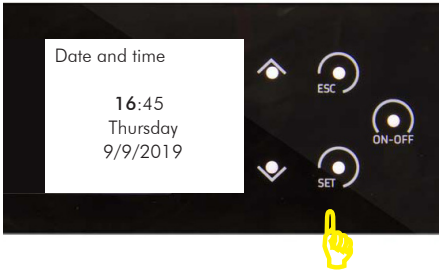 Date and time
16:45
Thursday
9/9/2019
ESC
ON-OFF
SET